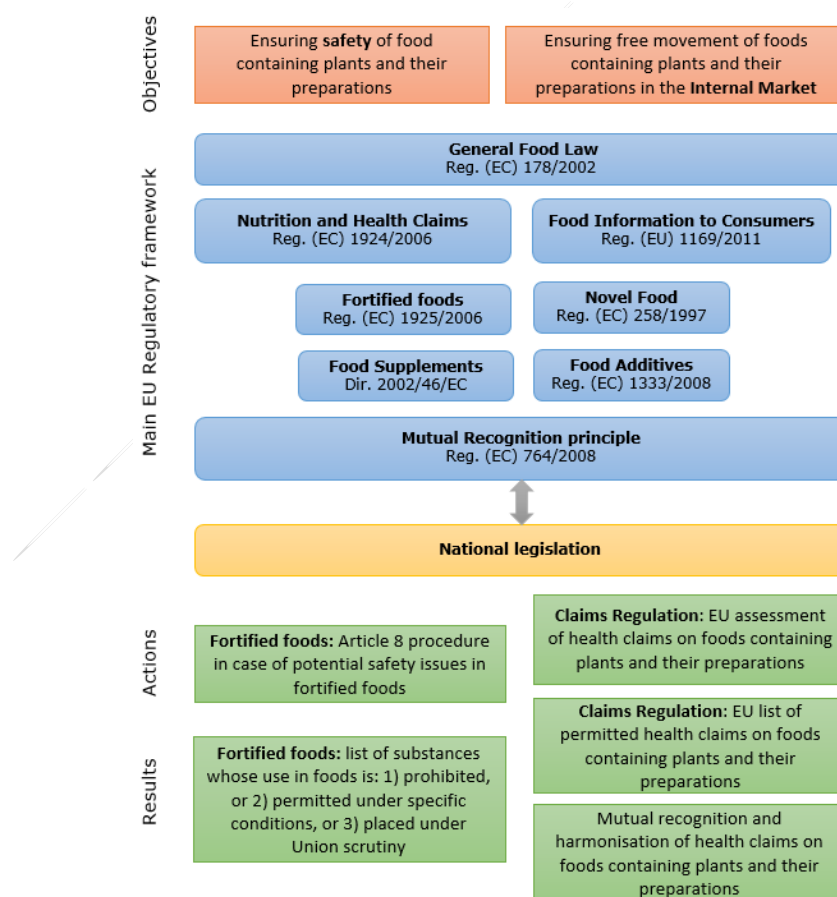 Objectives
Ensuring safety of food
containing plants and their
preparations
Ensuring free movement of foods
containing plants and their
preparations in the Internal Market
Main EU Regulatory framework
General Food Law
Reg. (EC) 178/2002
Nutrition and Health Claims
Reg. (EC) 1924/2006
Food Information to Consumers
Reg. (EU) 1169/2011
Fortified foods
Reg. (EC) 1925/2006
Novel Food
Reg. (EC) 258/1997
Food Supplements
Dir. 2002/46/EC
Food Additives
Reg. (EC) 1333/2008
Mutual Recognition principle
Reg. (EC) 764/2008
National legislation
Actions
Fortified foods: Article 8 procedure
in case of potential safety issues in
fortified foods
Claims Regulation: EU assessment
of health claims on foods containing
plants and their preparations
Results
Fortified foods: list of substances
whose use in foods is: 1) prohibited,
or 2) permitted under specific
conditions, or 3) placed under
Union scrutiny
Claims Regulation: EU list of
permitted health claims on foods
containing plants and their
preparations
Mutual recognition and
harmonisation of health claims on
foods containing plants and their
preparations